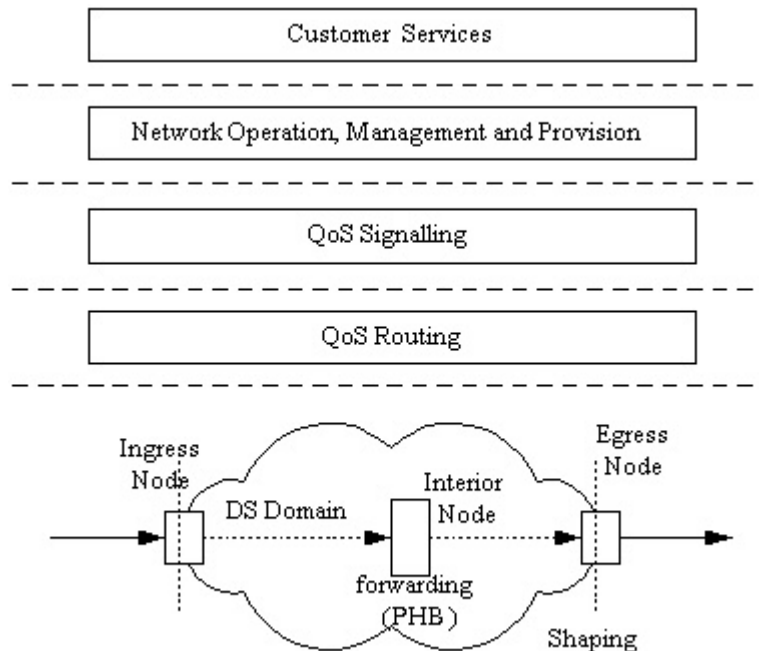 Customer Services
Network Operation, Management and Provision
QoS Signalling
QoS Routing
Ingress
Node
Egress
Node
DS Domain
Interior
Node
forwarding
(PHB)
Shaping